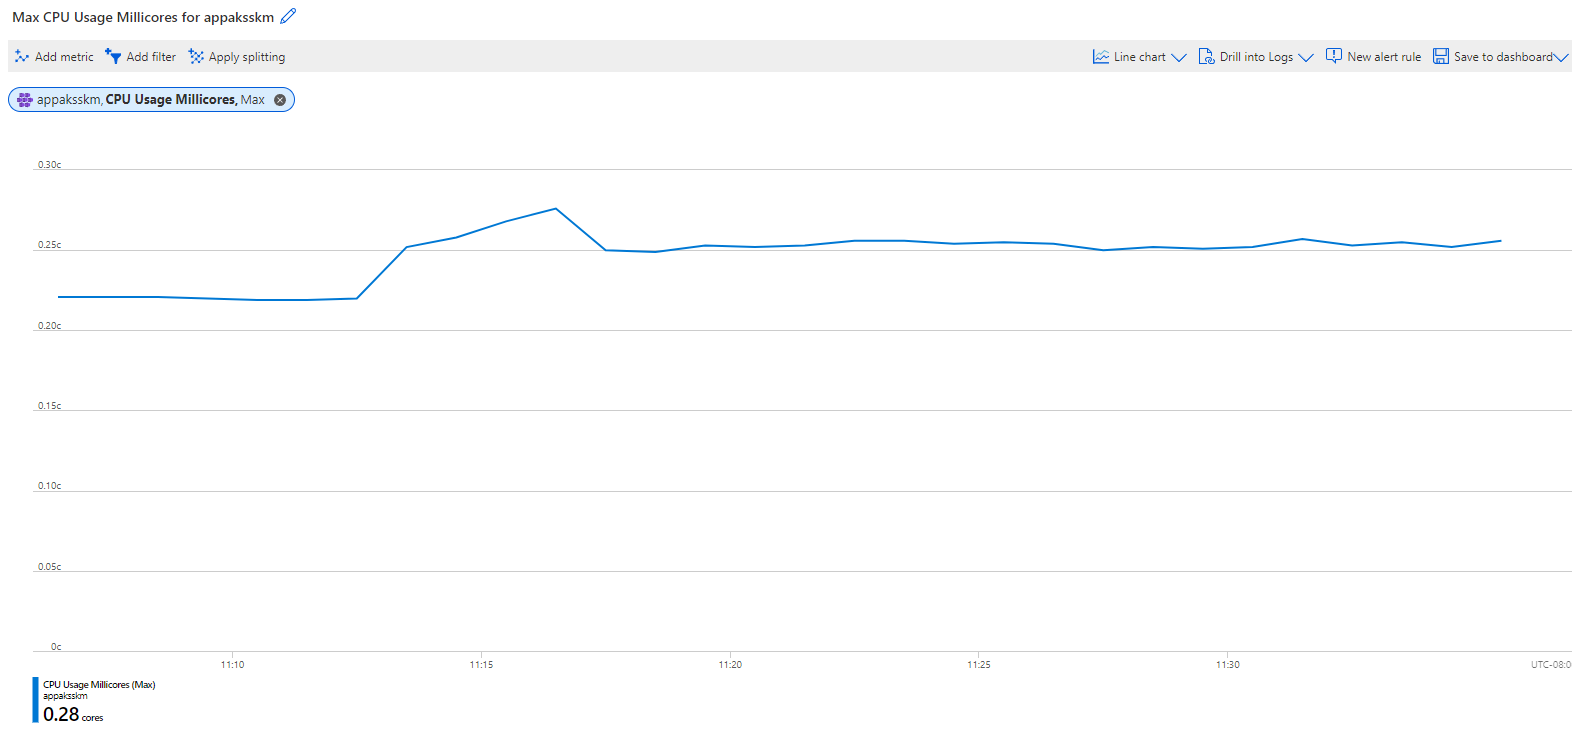 Max CPU Usage Millicores for appaksskm
Add metric Add filter Apply splitting Line chart Drill into Logs New alert rule Save to dashboard
appaksskm, CPU Usage Millicores, Max
0.30c
0.25c
0.20c
0.15c
0.10c
0.05c
0c
11:10 11:15 11:20 11:25 11:30 UTC-08:0
CPU Usage Millicores (Max)
appaksskm
0.28 cores